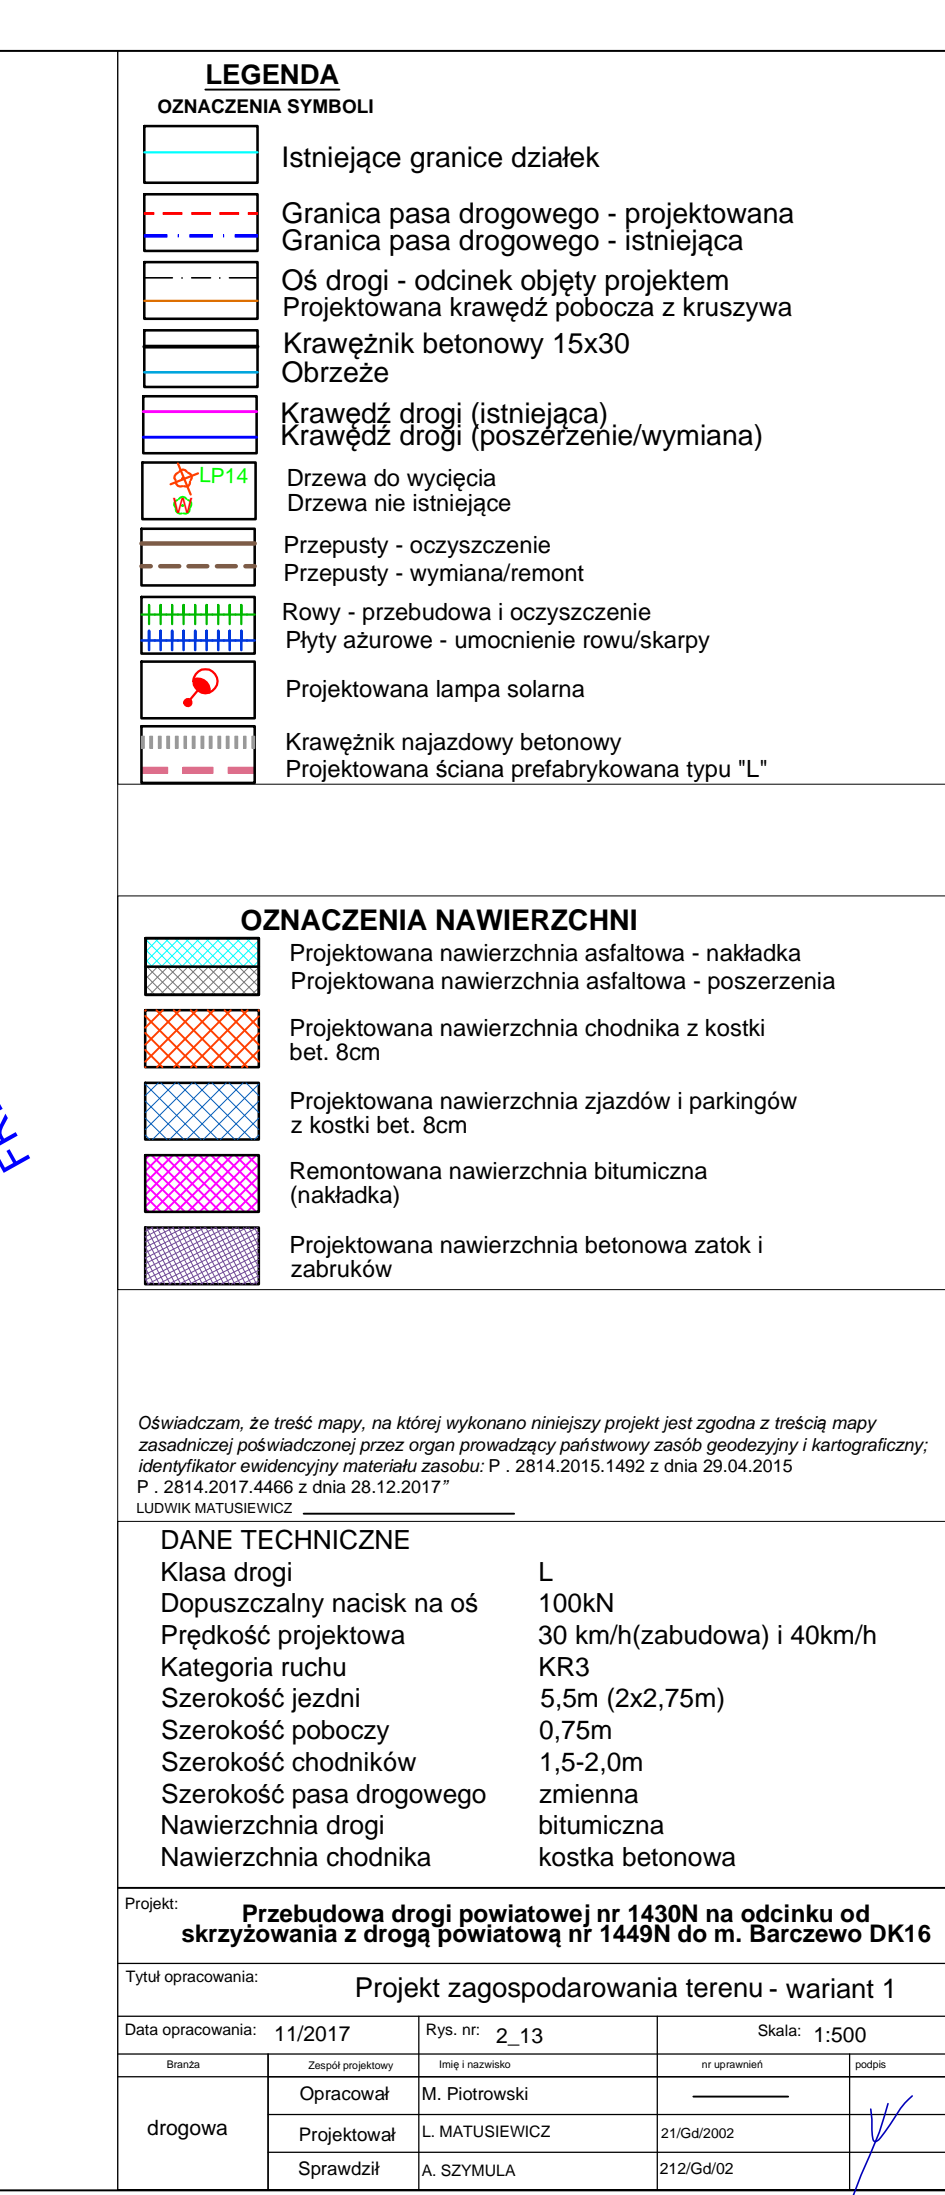 LEGENDA
OZNACZENIA SYMBOLI
Istniejące granice działek
Granica pasa drogowego - projektowana
Granica pasa drogowego - istniejąca
Oś drogi - odcinek objęty projektem
Projektowana krawędź pobocza z kruszywa
Krawężnik betonowy 15x30
Obrzeże
Krawędź drogi (istniejąca)
Krawędź drogi (poszerzenie/wymiana)
LP14
Drzewa do wycięcia
W
Drzewa nie istniejące
Przepusty - oczyszczenie
Przepusty - wymiana/remont
Rowy - przebudowa i oczyszczenie
Płyty ażurowe - umocnienie rowu/skarpy
Projektowana lampa solarna
Krawężnik najazdowy betonowy
Projektowana ściana prefabrykowana typu "L"
OZNACZENIA NAWIERZCHNI
Projektowana nawierzchnia asfaltowa - nakładka
Projektowana nawierzchnia asfaltowa - poszerzenia
Projektowana nawierzchnia chodnika z kostki
bet. 8cm
Projektowana nawierzchnia zjazdów i parkingów
z kostki bet. 8cm
Remontowana nawierzchnia bitumiczna
(nakładka)
Projektowana nawierzchnia betonowa zatok i
zabruków
Oświadczam, że treść mapy, na której wykonano niniejszy projekt jest zgodna z treścią mapy
zasadniczej poświadczonej przez organ prowadzący państwowy zasób geodezyjny i kartograficzny;
identyfikator ewidencyjny materiału zasobu: P . 2814.2015.1492 z dnia 29.04.2015
P . 2814.2017.4466 z dnia 28.12.2017”
LUDWIK MATUSIEWICZ
DANE TECHNICZNE
Klasa drogi L
Dopuszczalny nacisk na oś 100kN
Prędkość projektowa 30 km/h(zabudowa) i 40km/h
Kategoria ruchu KR3
Szerokość jezdni 5,5m (2x2,75m)
Szerokość poboczy 0,75m
Szerokość chodników 1,5-2,0m
Szerokość pasa drogowego zmienna
Nawierzchnia drogi bitumiczna
Nawierzchnia chodnika kostka betonowa
Projekt: Przebudowa drogi powiatowej nr 1430N na odcinku od
skrzyżowania z drogą powiatową nr 1449N do m. Barczewo DK16
Tytuł opracowania: Projekt zagospodarowania terenu - wariant 1
Data opracowania: 11/2017 Rys. nr: 2_13 Skala: 1:500
Branża Zespół projektowy Imię i nazwisko nr uprawnień podpis
drogowa
Opracował M. Piotrowski
Projektował L. MATUSIEWICZ 21/Gd/2002
Sprawdził A. SZYMULA 212/Gd/02